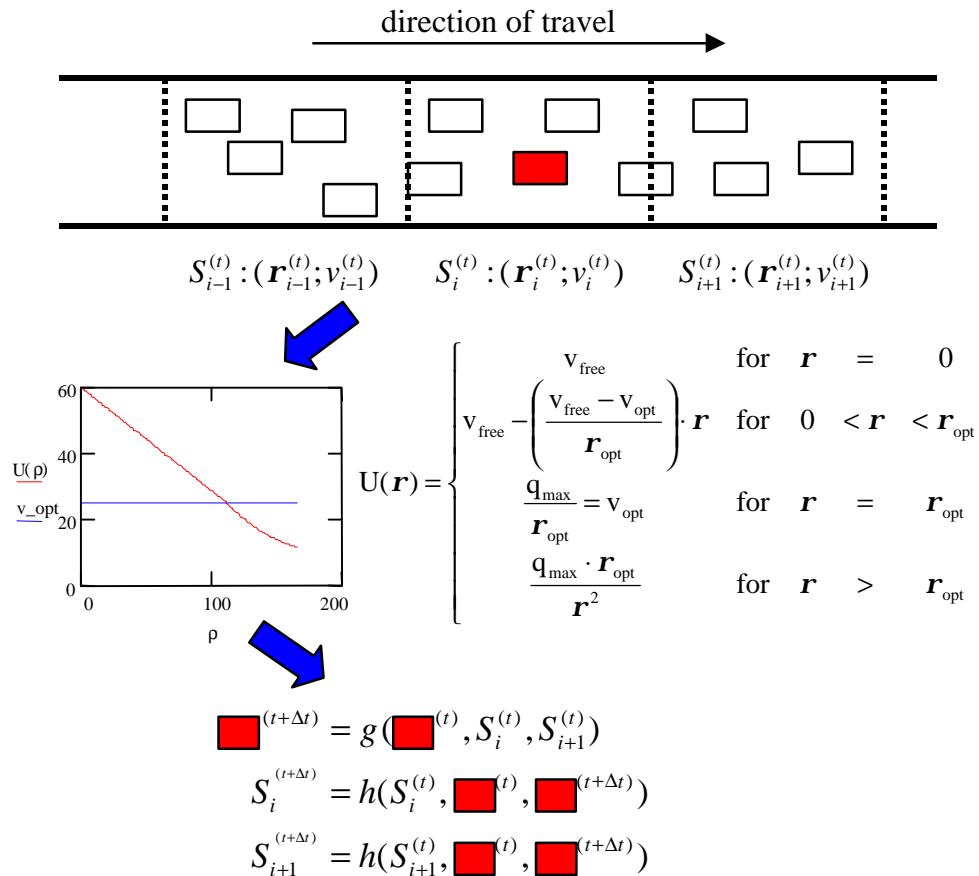 direction of travel
S_{i-1}^{(t)} : (r_{i-1}^{(t)}; v_{i-1}^{(t)}) S_i^{(t)} : (r_i^{(t)}; v_i^{(t)}) S_{i+1}^{(t)} : (r_{i+1}^{(t)}; v_{i+1}^{(t)})
60
40
20
0
U(ρ)
v_opt
0 100 200
ρ
U(r) = {
v_free for r = 0
v_free − ((v_free − v_opt) / r_opt) · r for 0 < r < r_opt
q_max / r_opt = v_opt for r = r_opt
(q_max · r_opt) / r² for r > r_opt
^{(t+Δt)} = g( ^{(t)}, S_i^{(t)}, S_{i+1}^{(t)})
S_i^{(t+Δt)} = h(S_i^{(t)}, ^{(t)}, ^{(t+Δt)})
S_{i+1}^{(t+Δt)} = h(S_{i+1}^{(t)}, ^{(t)}, ^{(t+Δt)})